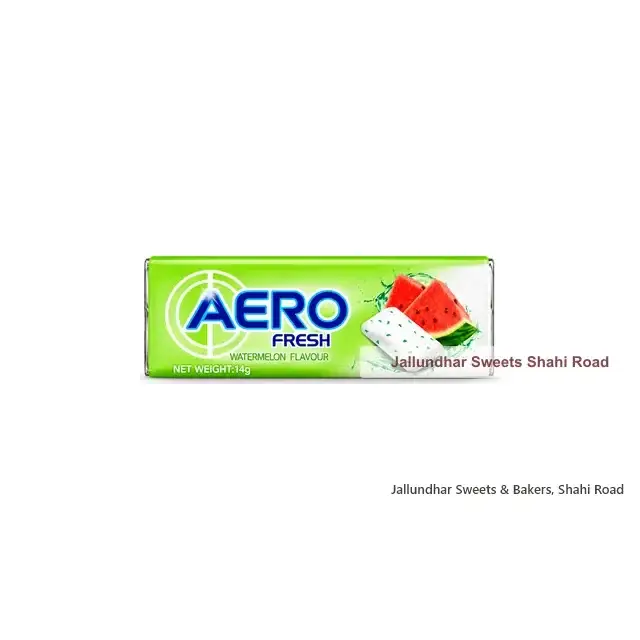 AERO
FRESH
WATERMELON FLAVOUR
NET WEIGHT:14g
Jallundhar Sweets Shahi Road
Jallundhar Sweets & Bakers, Shahi Road